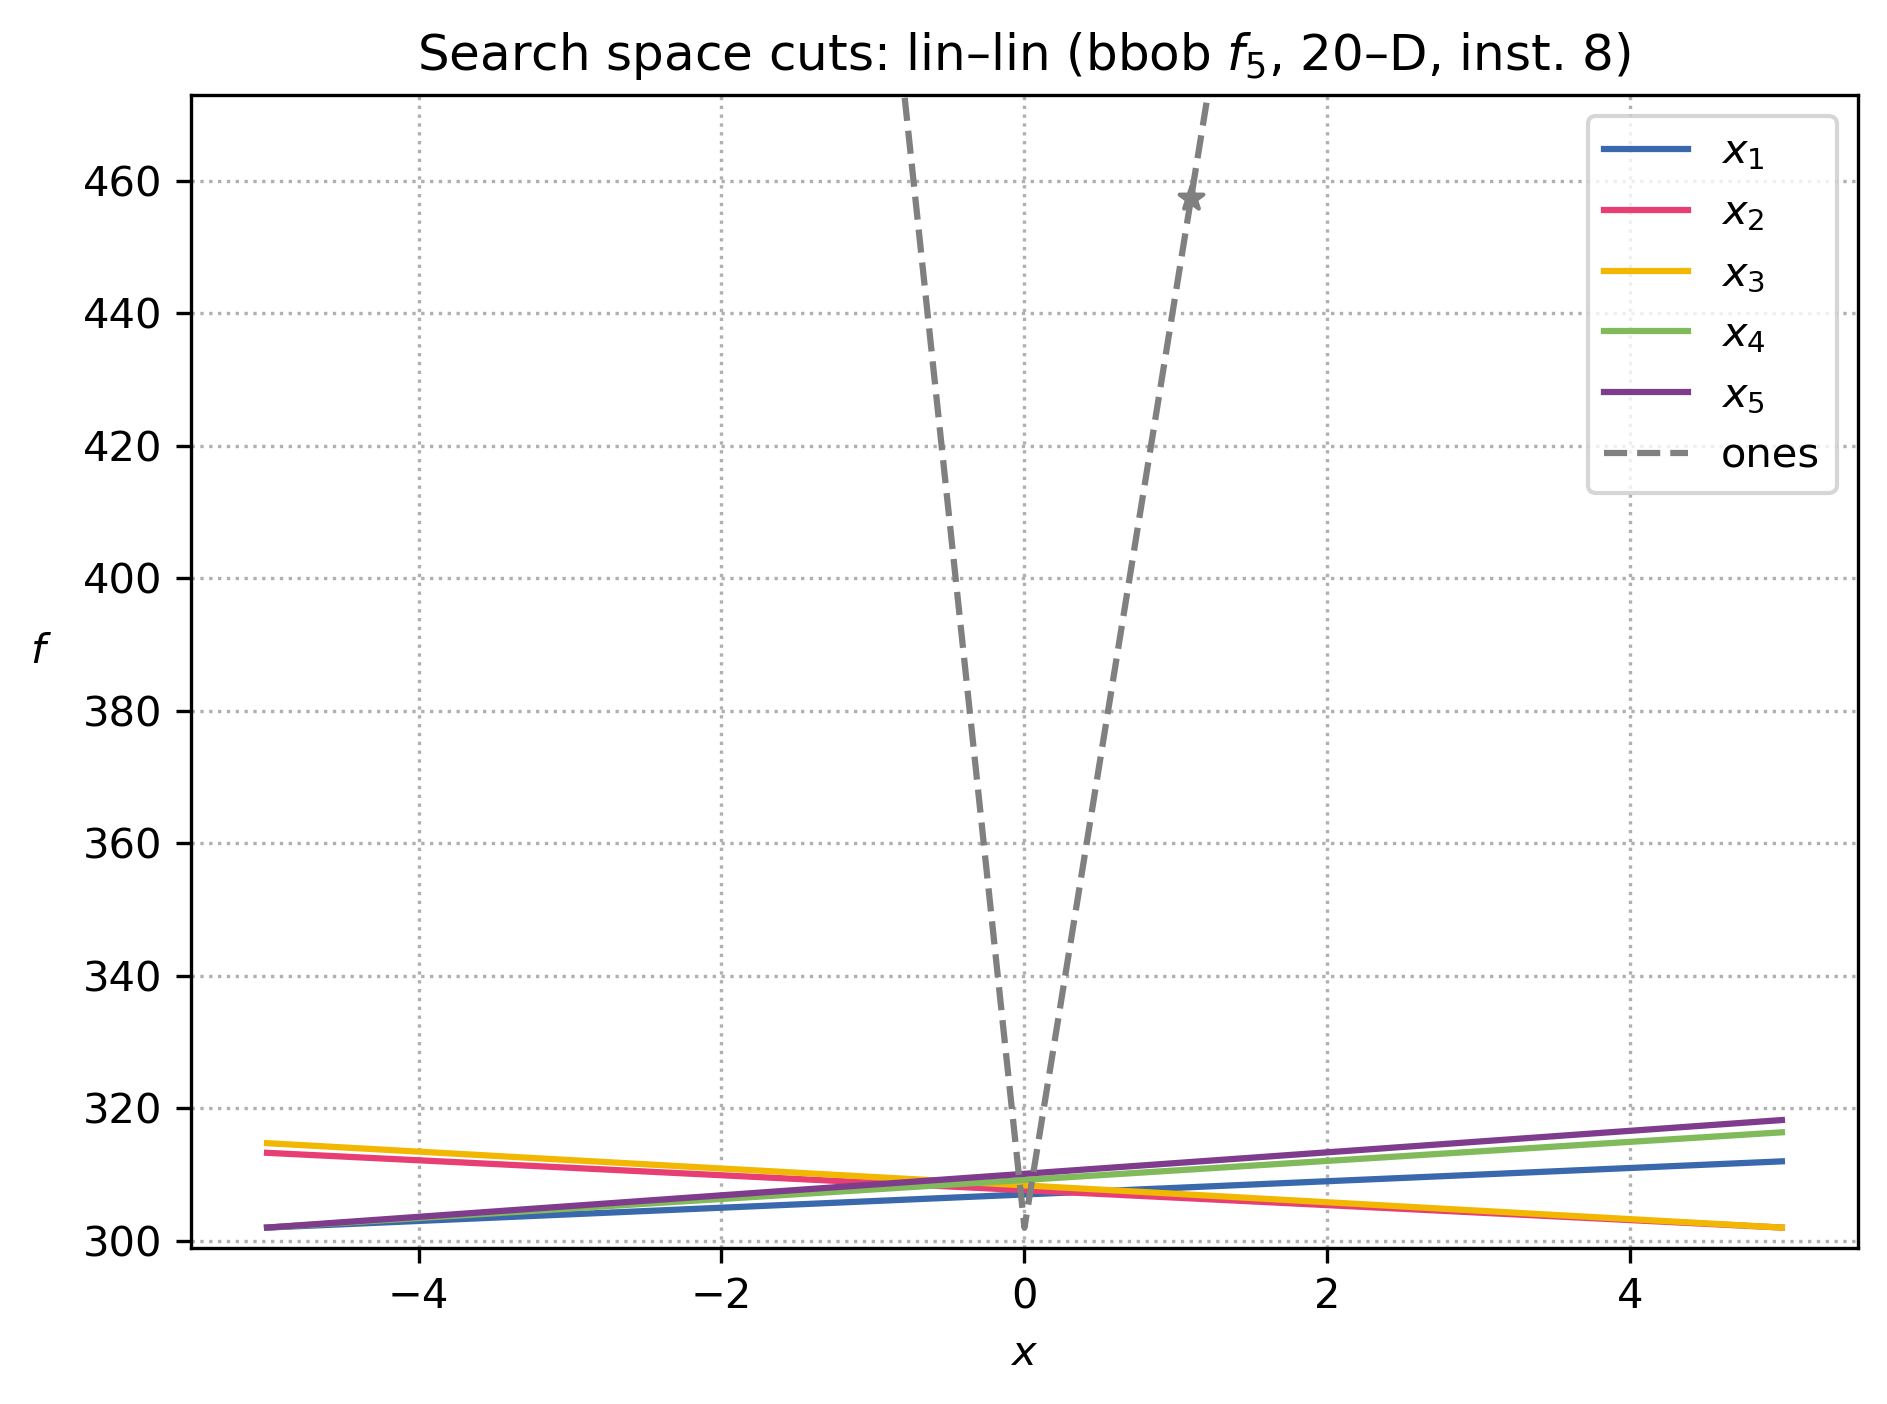 Search space cuts: lin–lin (bbob f₅, 20–D, inst. 8)
460
440
420
400
380
360
340
320
300
f
−4
−2
0
2
4
x
x₁
x₂
x₃
x₄
x₅
ones